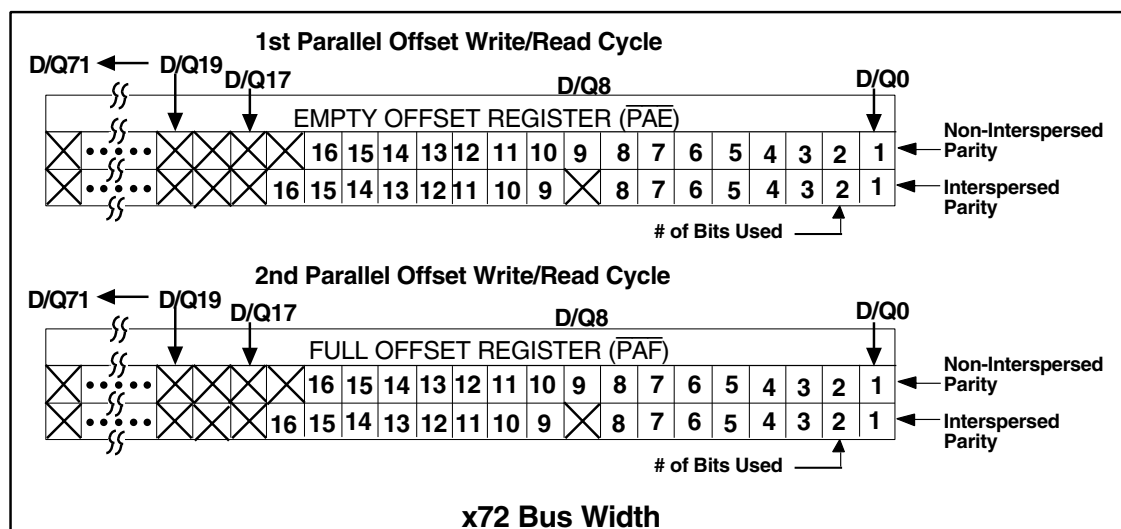 1st Parallel Offset Write/Read Cycle
D/Q71 D/Q19
D/Q17 D/Q8 D/Q0
EMPTY OFFSET REGISTER (PAE)
16 15 14 13 12 11 10 9 8 7 6 5 4 3 2 1 Non-Interspersed Parity
16 15 14 13 12 11 10 9 8 7 6 5 4 3 2 1 Interspersed Parity
# of Bits Used
2nd Parallel Offset Write/Read Cycle
D/Q71 D/Q19
D/Q17 D/Q8 D/Q0
FULL OFFSET REGISTER (PAF)
16 15 14 13 12 11 10 9 8 7 6 5 4 3 2 1 Non-Interspersed Parity
16 15 14 13 12 11 10 9 8 7 6 5 4 3 2 1 Interspersed Parity
# of Bits Used
x72 Bus Width